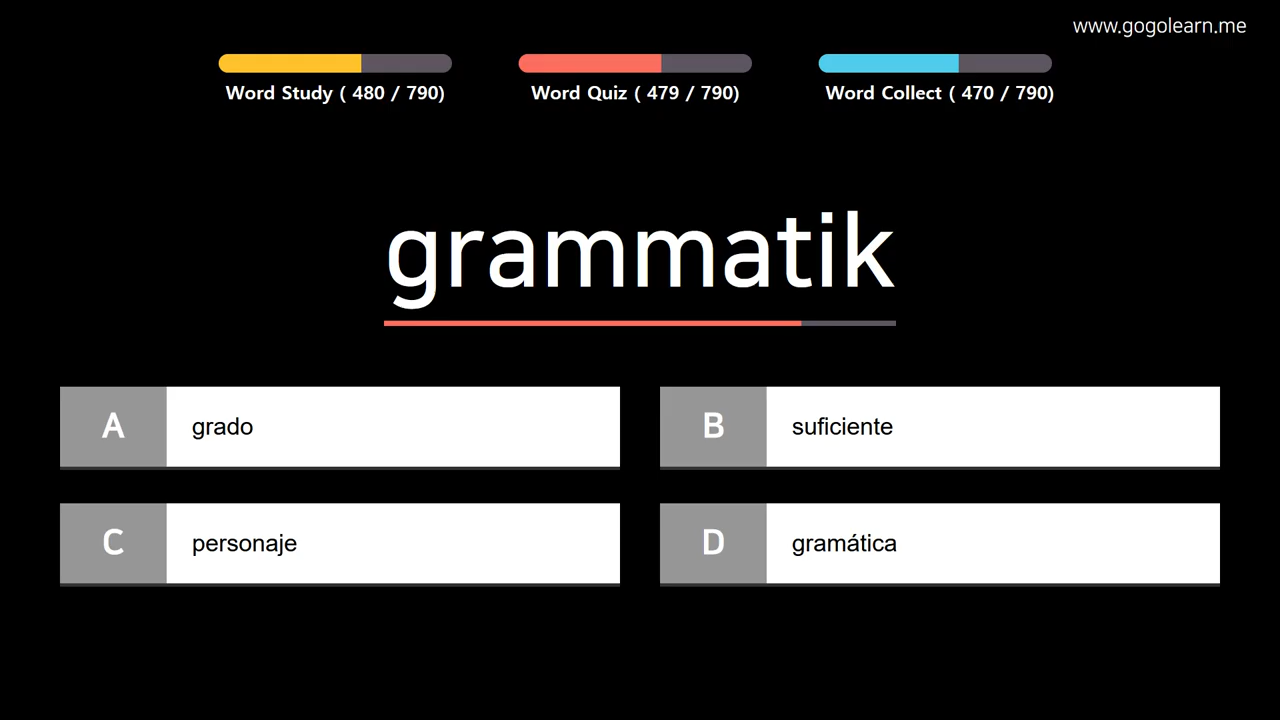 www.gogolearn.me
Word Study ( 480 / 790)
Word Quiz ( 479 / 790)
Word Collect ( 470 / 790)
grammatik
A grado
B suficiente
C personaje
D gramática